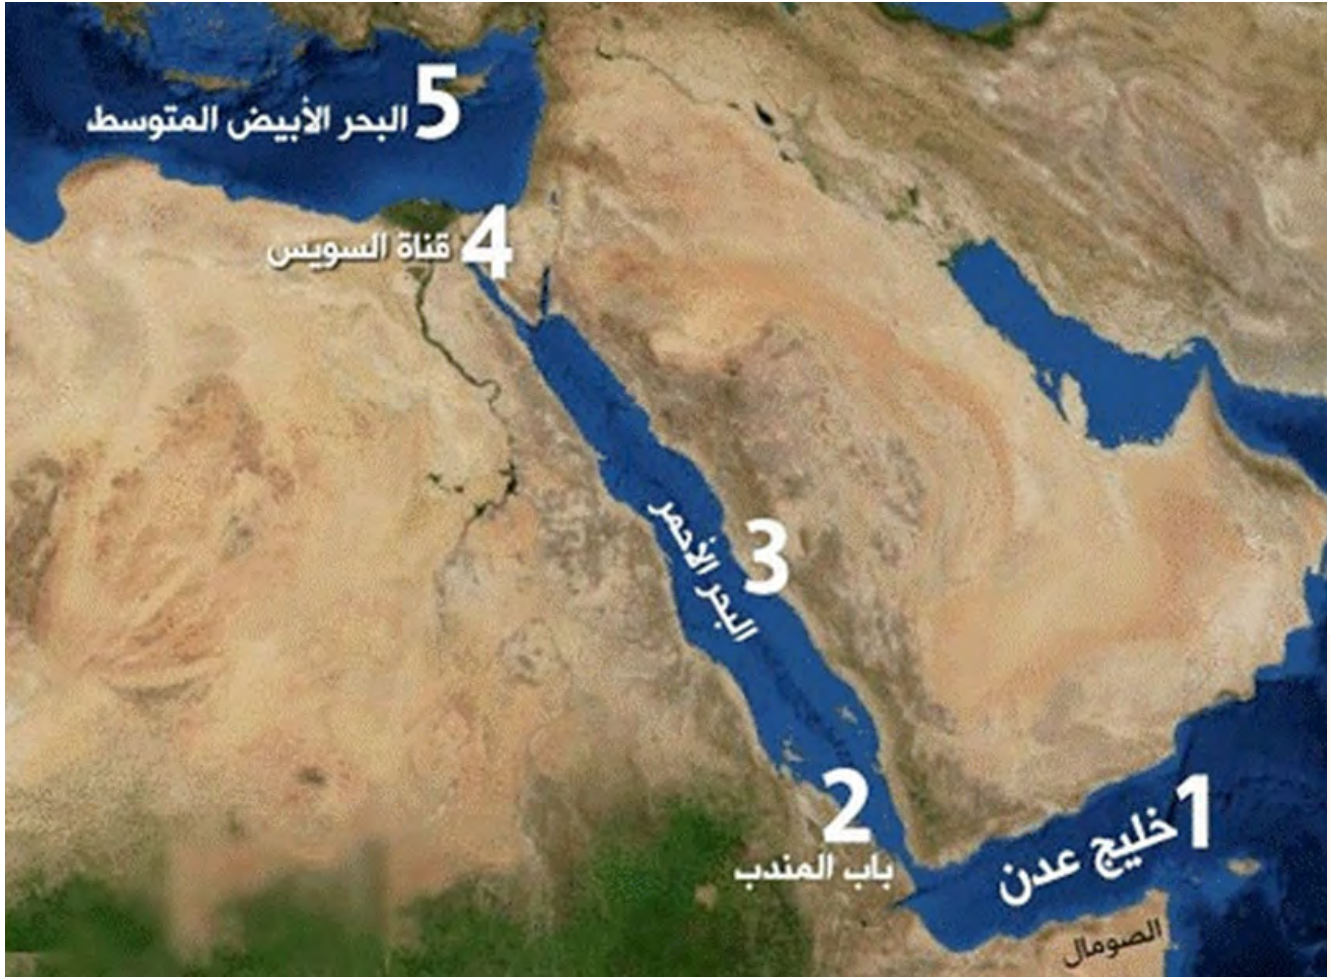 5 البحر الأبيض المتوسط
4 قناة السويس
3 البحر الأحمر
2 باب المندب
1 خليج عدن
الصومال